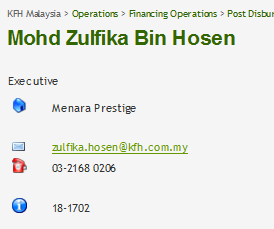 KFH Malaysia > Operations > Financing Operations > Post Disbur
Mohd Zulfika Bin Hosen
Executive
Menara Prestige
zulfika.hosen@kfh.com.my
03-2168 0206
18-1702